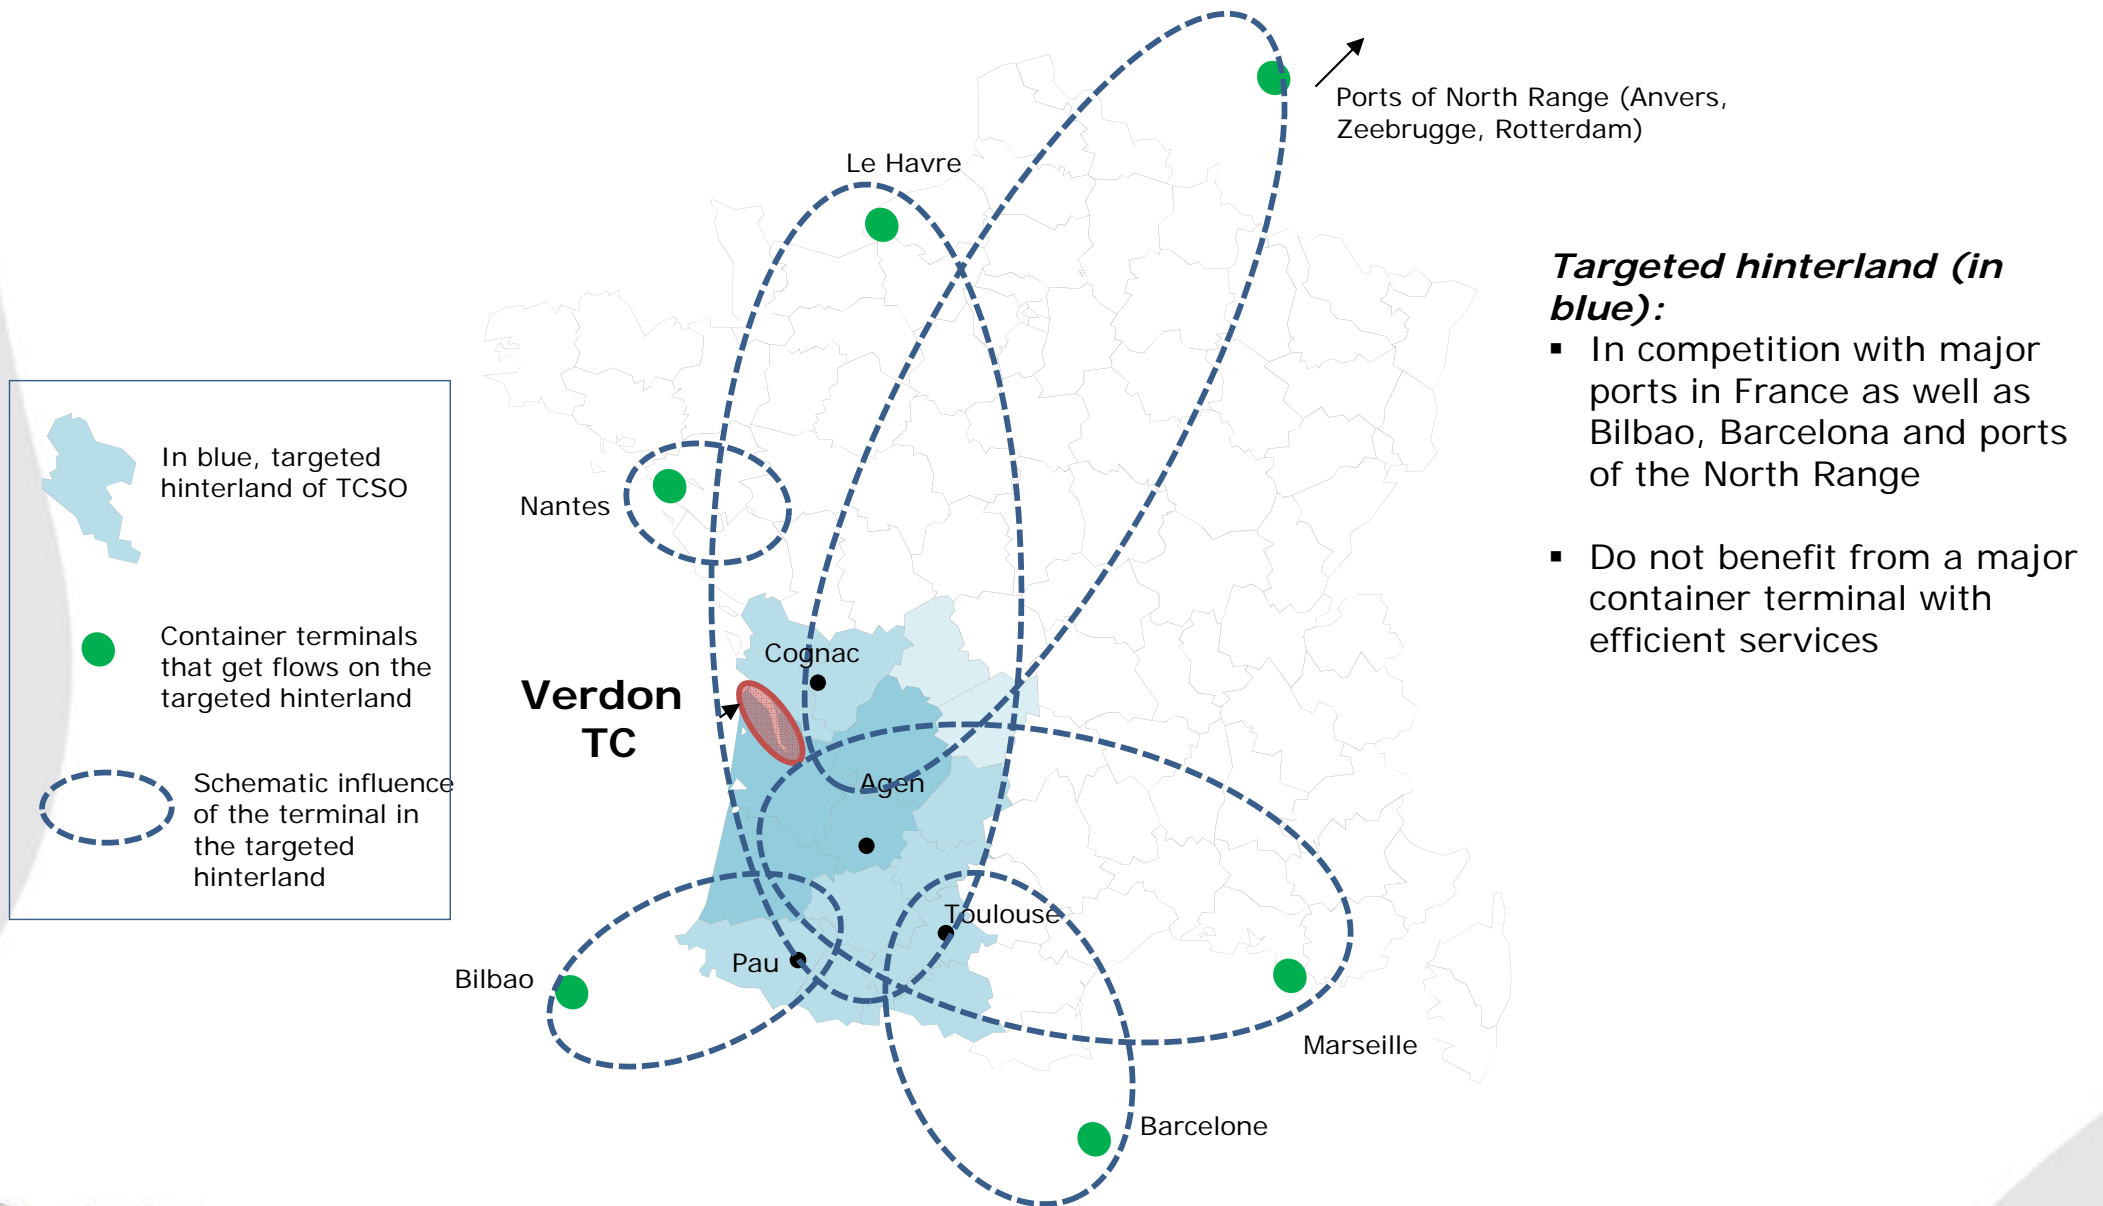 In blue, targeted
hinterland of TCSO
Container terminals
that get flows on the
targeted hinterland
Schematic influence
of the terminal in
the targeted
hinterland
Ports of North Range (Anvers,
Zeebrugge, Rotterdam)
Le Havre
Nantes
Cognac
Verdon
TC
Agen
Toulouse
Pau
Bilbao
Marseille
Barcelone
Targeted hinterland (in
blue):
▪ In competition with major
ports in France as well as
Bilbao, Barcelona and ports
of the North Range
▪ Do not benefit from a major
container terminal with
efficient services